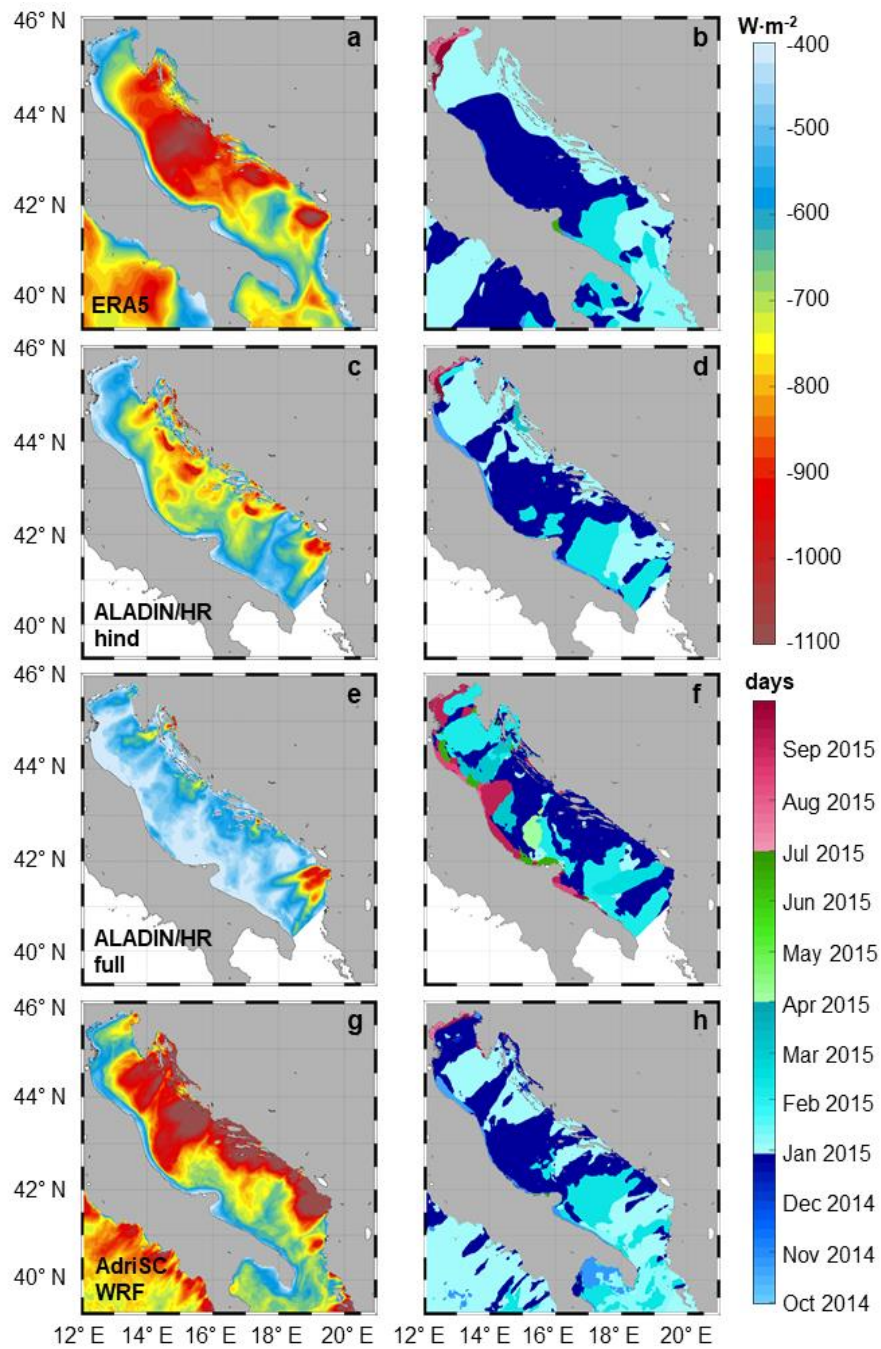 46° N
a
b
W·m-2
44° N
42° N
40° N
ERA5
-400
-500
-600
-700
-800
-900
-1000
-1100
46° N
c
d
44° N
42° N
40° N
ALADIN/HR
hind
46° N
e
f
44° N
42° N
40° N
ALADIN/HR
full
days
Sep 2015
Aug 2015
Jul 2015
Jun 2015
May 2015
Apr 2015
Mar 2015
Feb 2015
Jan 2015
Dec 2014
Nov 2014
Oct 2014
46° N
g
h
44° N
42° N
40° N
AdriSC
WRF
12° E 14° E 16° E 18° E 20° E
12° E 14° E 16° E 18° E 20° E